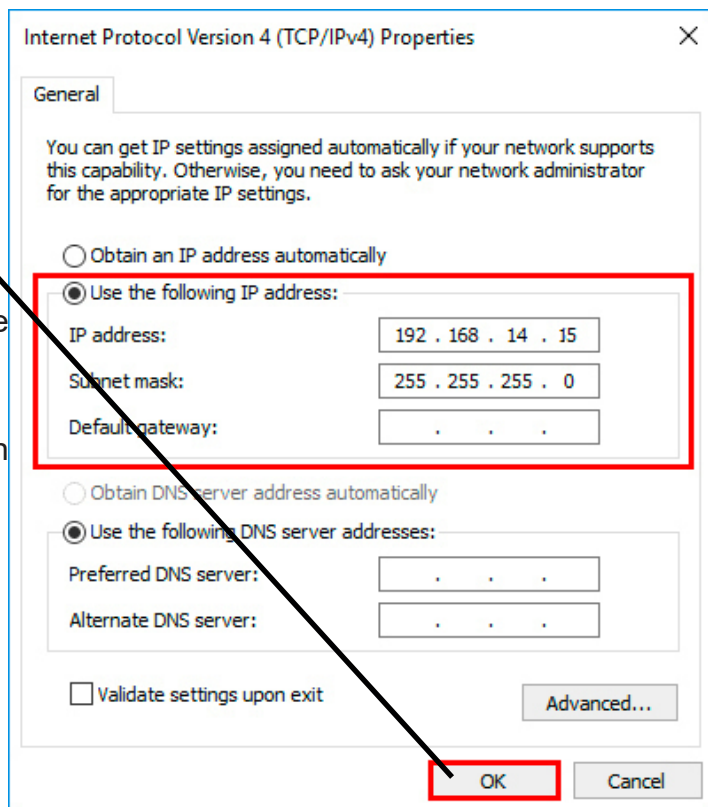 Internet Protocol Version 4 (TCP/IPv4) Properties
General
You can get IP settings assigned automatically if your network supports
this capability. Otherwise, you need to ask your network administrator
for the appropriate IP settings.
Obtain an IP address automatically
Use the following IP address:
IP address: 192 . 168 . 14 . 15
Subnet mask: 255 . 255 . 255 . 0
Default gateway: . . .
Obtain DNS server address automatically
Use the following DNS server addresses:
Preferred DNS server: . . .
Alternate DNS server: . . .
Validate settings upon exit
Advanced...
OK Cancel